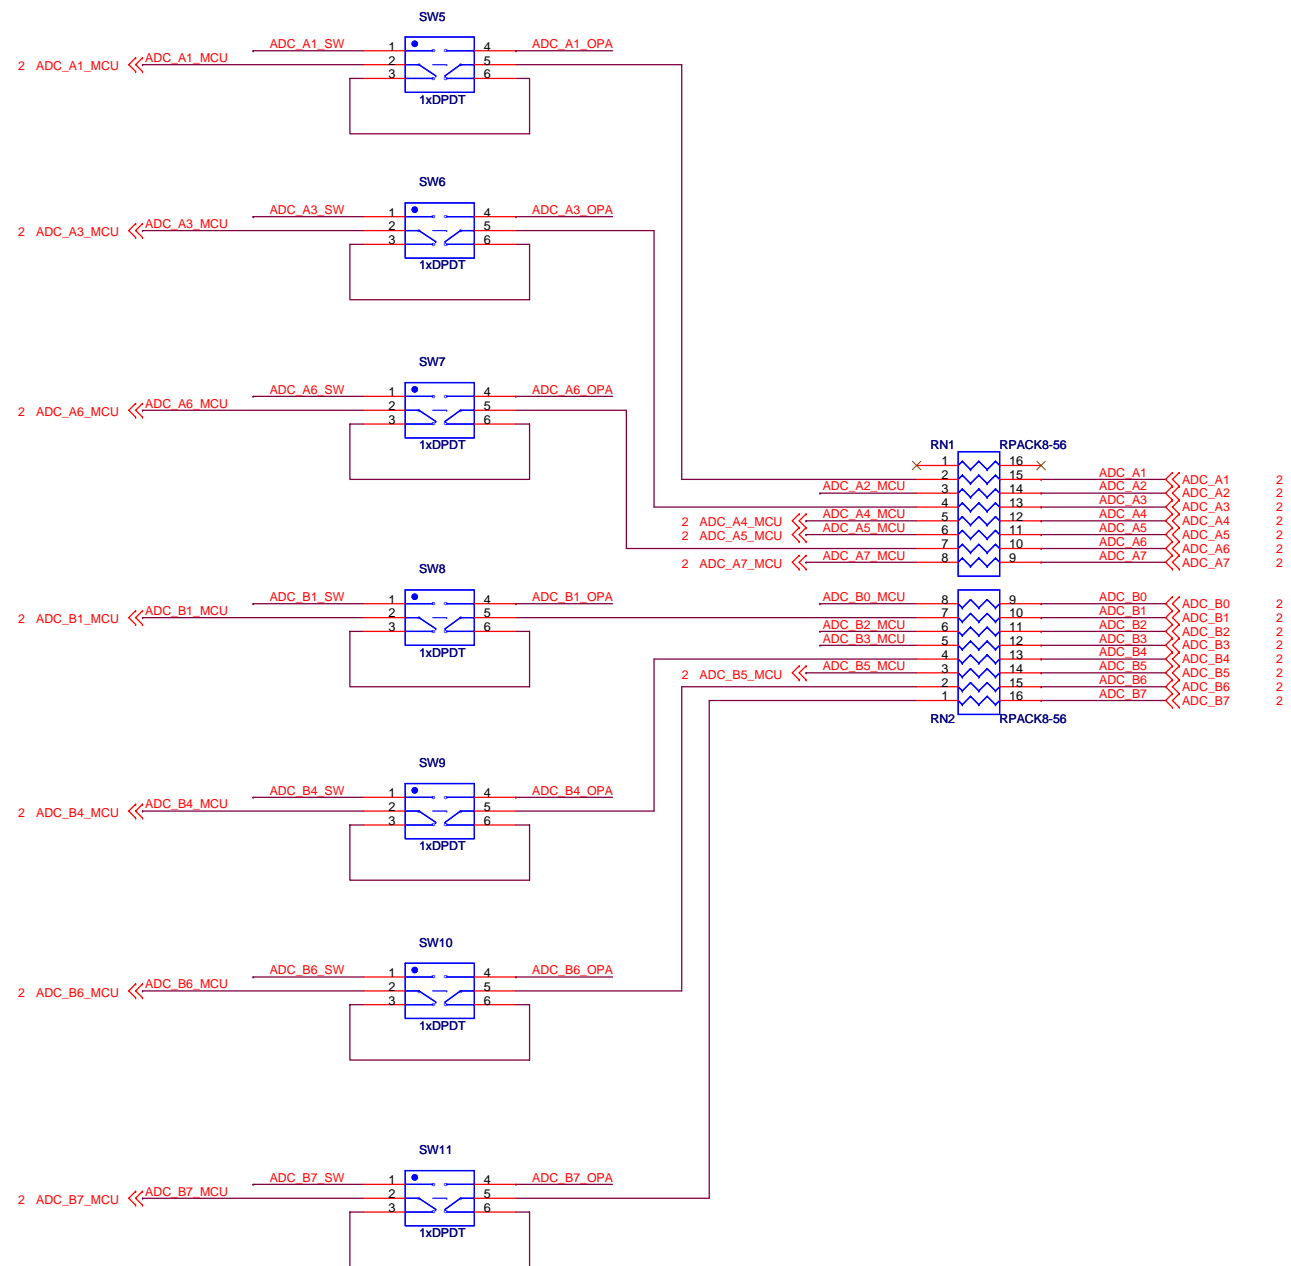 SW5
ADC_A1_SW 1 4 ADC_A1_OPA
2 ADC_A1_MCU ADC_A1_MCU 2 5
3 6
1xDPDT
SW6
ADC_A3_SW 1 4 ADC_A3_OPA
2 ADC_A3_MCU ADC_A3_MCU 2 5
3 6
1xDPDT
SW7
ADC_A6_SW 1 4 ADC_A6_OPA
2 ADC_A6_MCU ADC_A6_MCU 2 5
3 6
1xDPDT
RN1 RPACK8-56
1 16
2 15 ADC_A1 ADC_A1 2
ADC_A2_MCU 3 14 ADC_A2 ADC_A2 2
4 13 ADC_A3 ADC_A3 2
2 ADC_A4_MCU ADC_A4_MCU 5 12 ADC_A4 ADC_A4 2
2 ADC_A5_MCU ADC_A5_MCU 6 11 ADC_A5 ADC_A5 2
7 10 ADC_A6 ADC_A6 2
2 ADC_A7_MCU ADC_A7_MCU 8 9 ADC_A7 ADC_A7 2
SW8
ADC_B1_SW 1 4 ADC_B1_OPA
2 ADC_B1_MCU ADC_B1_MCU 2 5
3 6
1xDPDT
ADC_B0_MCU 8 9 ADC_B0 ADC_B0 2
7 10 ADC_B1 ADC_B1 2
ADC_B2_MCU 6 11 ADC_B2 ADC_B2 2
ADC_B3_MCU 5 12 ADC_B3 ADC_B3 2
4 13 ADC_B4 ADC_B4 2
2 ADC_B5_MCU ADC_B5_MCU 3 14 ADC_B5 ADC_B5 2
2 15 ADC_B6 ADC_B6 2
1 16 ADC_B7 ADC_B7 2
RN2 RPACK8-56
SW9
ADC_B4_SW 1 4 ADC_B4_OPA
2 ADC_B4_MCU ADC_B4_MCU 2 5
3 6
1xDPDT
SW10
ADC_B6_SW 1 4 ADC_B6_OPA
2 ADC_B6_MCU ADC_B6_MCU 2 5
3 6
1xDPDT
SW11
ADC_B7_SW 1 4 ADC_B7_OPA
2 ADC_B7_MCU ADC_B7_MCU 2 5
3 6
1xDPDT